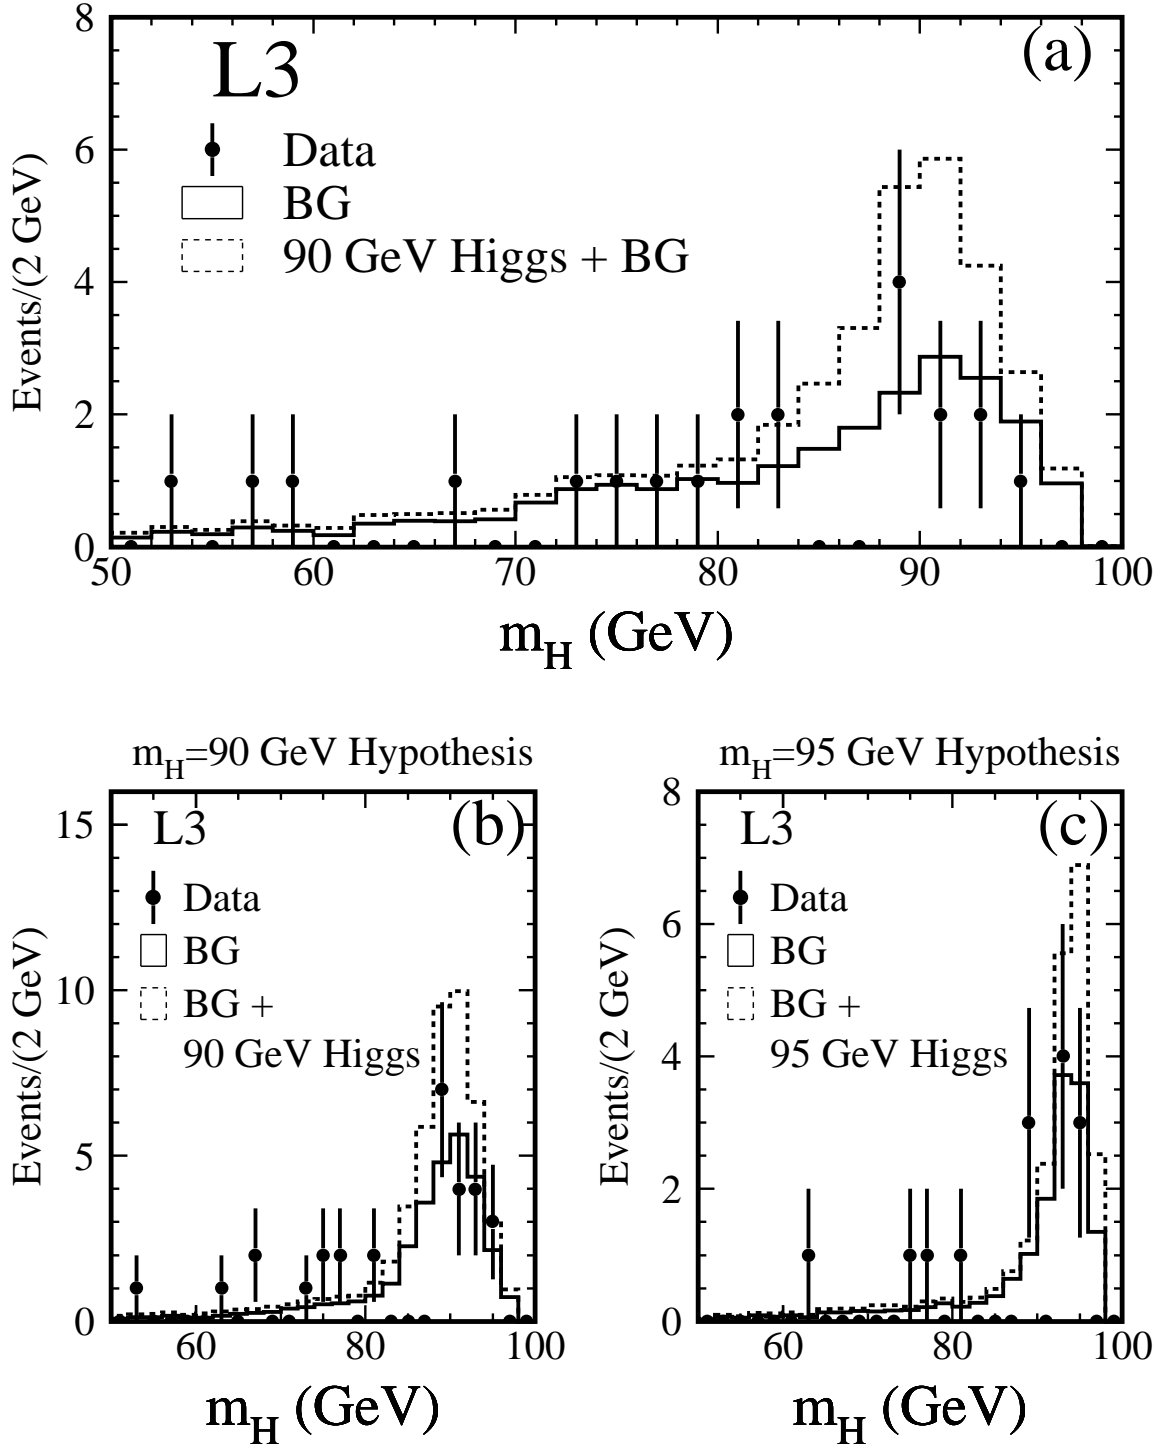 8
(a)
L3
6
Data
BG
90 GeV Higgs + BG
Events/(2 GeV)
4
2
0
50 60 70 80 90 100
m_H (GeV)
m_H=90 GeV Hypothesis
15
L3 (b)
Data
BG
BG +
90 GeV Higgs
Events/(2 GeV)
10
5
0
60 80 100
m_H (GeV)
m_H=95 GeV Hypothesis
8
L3 (c)
Data
BG
BG +
95 GeV Higgs
Events/(2 GeV)
6
4
2
0
60 80 100
m_H (GeV)